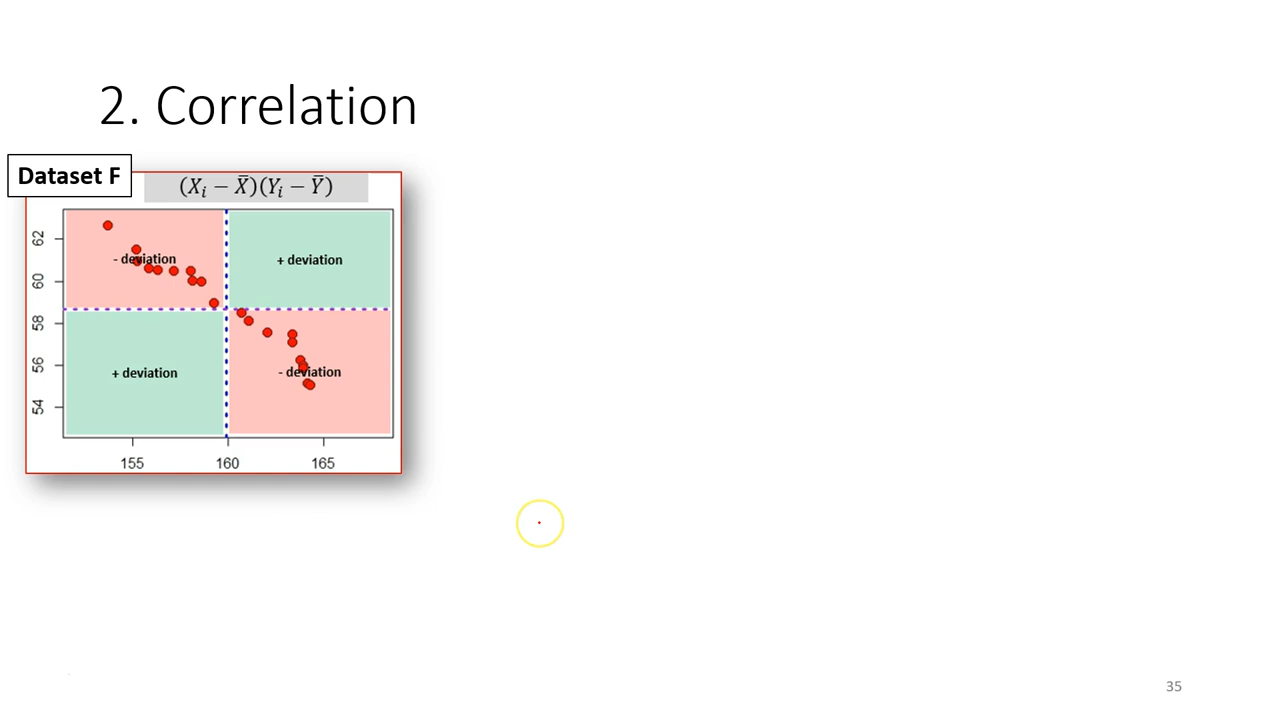 2. Correlation
Dataset F
(Xᵢ − X̄)(Yᵢ − Ȳ)
62
60
58
56
54
- deviation
+ deviation
+ deviation
- deviation
155 160 165
35